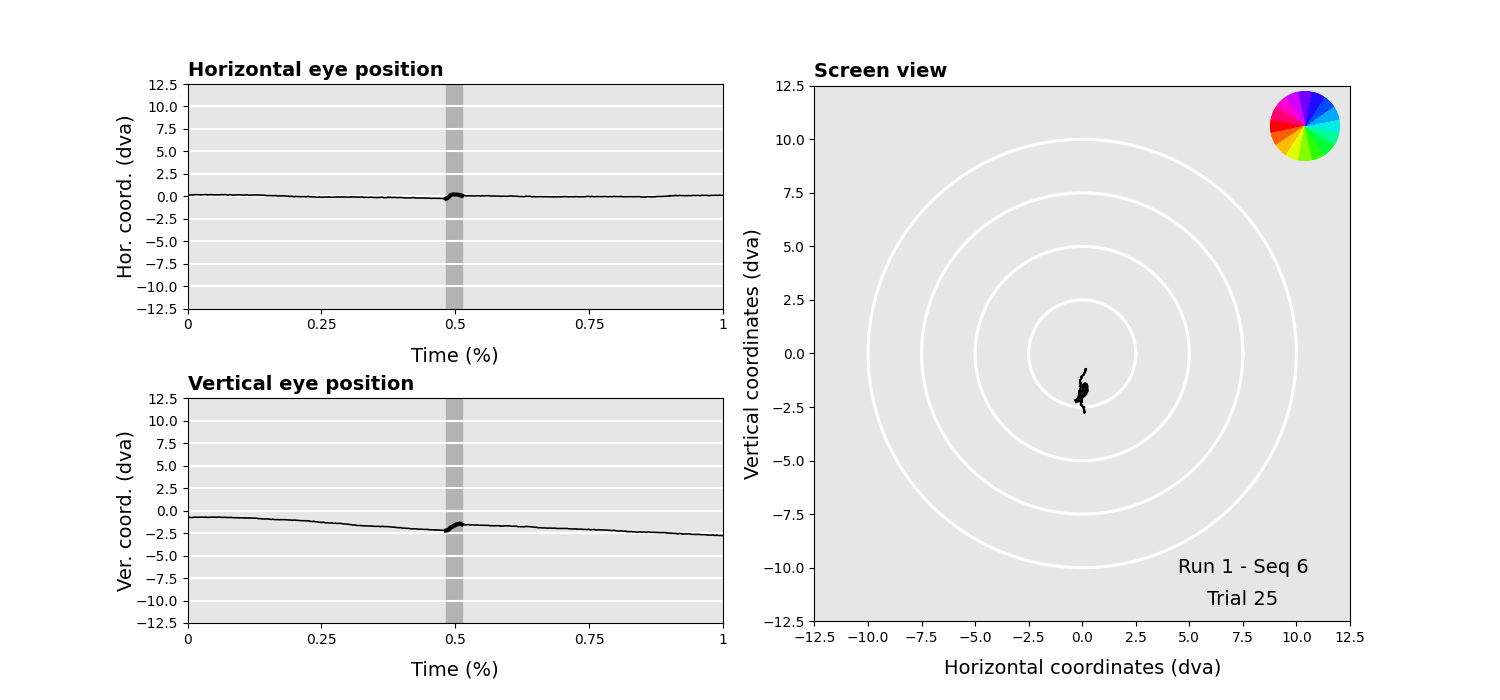 Horizontal eye position
Hor. coord. (dva)
12.5
10.0
7.5
5.0
2.5
0.0
−2.5
−5.0
−7.5
−10.0
−12.5
0 0.25 0.5 0.75 1
Time (%)
Vertical eye position
Ver. coord. (dva)
12.5
10.0
7.5
5.0
2.5
0.0
−2.5
−5.0
−7.5
−10.0
−12.5
0 0.25 0.5 0.75 1
Time (%)
Screen view
Vertical coordinates (dva)
12.5
10.0
7.5
5.0
2.5
0.0
−2.5
−5.0
−7.5
−10.0
−12.5
Run 1 - Seq 6
Trial 25
−12.5 −10.0 −7.5 −5.0 −2.5 0.0 2.5 5.0 7.5 10.0 12.5
Horizontal coordinates (dva)